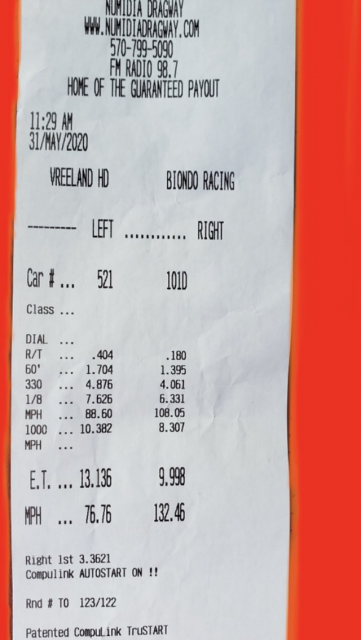 NUMIDIA DRAGWAY
WWW.NUMIDIADRAGWAY.COM
570-799-5090
FM RADIO 98.7
HOME OF THE GUARANTEED PAYOUT
11:29 AM
31/MAY/2020
VREELAND HD BIONDO RACING
--------- LEFT ............ RIGHT
Car # ... 521 101D
Class ...
DIAL ...
R/T ... .404 .180
60' ... 1.704 1.395
330 ... 4.876 4.061
1/8 ... 7.626 6.331
MPH ... 88.60 108.05
1000 ... 10.382 8.307
MPH ...
E.T. ... 13.136 9.998
MPH ... 76.76 132.46
Right 1st 3.3621
Compulink AUTOSTART ON !!
Rnd # TO 123/122
Patented CompuLink TruSTART